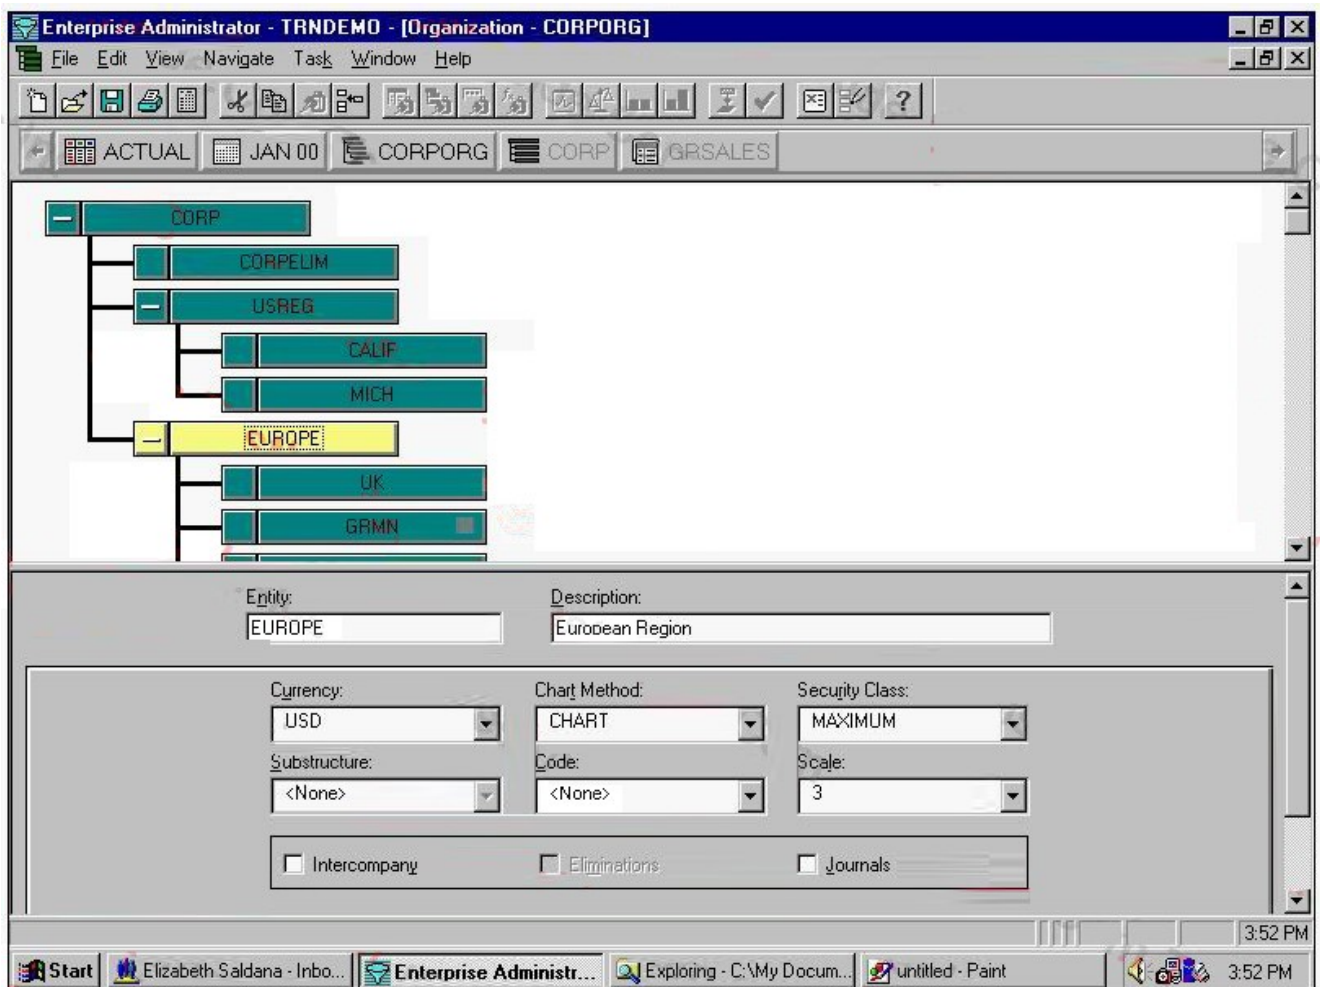 Enterprise Administrator - TRNDEMO - [Organization - CORPORG]
File Edit View Navigate Task Window Help
ACTUAL JAN 00 CORPORG CORP GRSALES
CORP
CORPELIM
USREG
CALIF
MICH
EUROPE
UK
GRMN
Entity: Description:
EUROPE European Region
Currency: Chart Method: Security Class:
USD CHART MAXIMUM
Substructure: Code: Scale:
<None> <None> 3
Intercompany Eliminations Journals
3:52 PM
Start Elizabeth Saldana - Inbo... Enterprise Administr... Exploring - C:\My Docum... untitled - Paint 3:52 PM